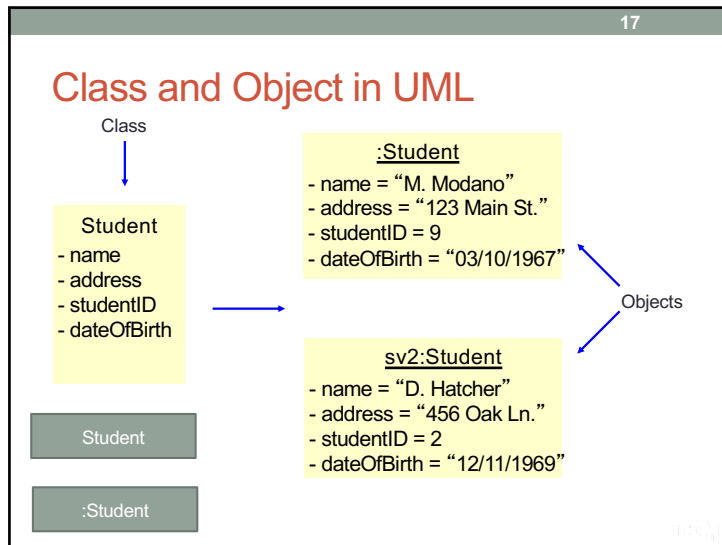 17
Class and Object in UML
Class
Student
- name
- address
- studentID
- dateOfBirth
:Student
- name = “M. Modano”
- address = “123 Main St.”
- studentID = 9
- dateOfBirth = “03/10/1967”
Objects
sv2:Student
- name = “D. Hatcher”
- address = “456 Oak Ln.”
- studentID = 2
- dateOfBirth = “12/11/1969”
Student
:Student